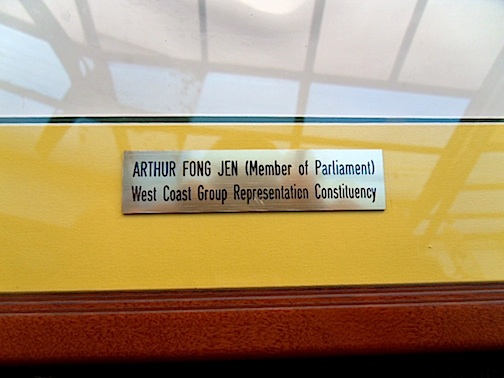 ARTHUR FONG JEN (Member of Parliament)
West Coast Group Representation Constituency